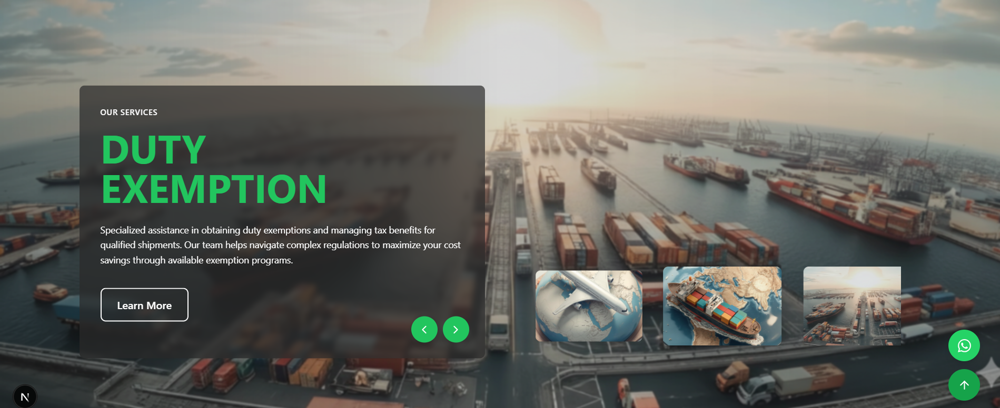 OUR SERVICES
DUTY
EXEMPTION
Specialized assistance in obtaining duty exemptions and managing tax benefits for
qualified shipments. Our team helps navigate complex regulations to maximize your cost
savings through available exemption programs.
Learn More
N